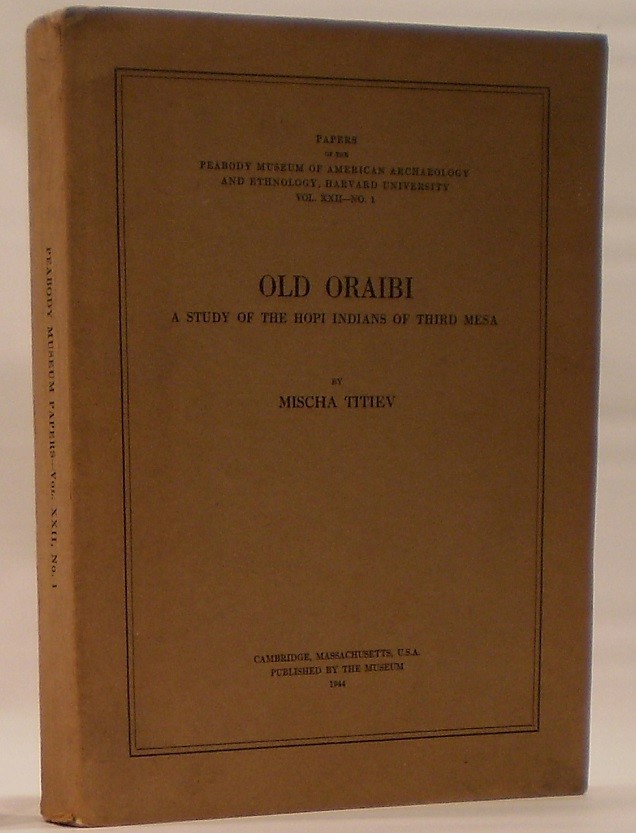 PAPERS
OF THE
PEABODY MUSEUM OF AMERICAN ARCHAEOLOGY
AND ETHNOLOGY, HARVARD UNIVERSITY
VOL. XXII—NO. 1
OLD ORAIBI
A STUDY OF THE HOPI INDIANS OF THIRD MESA
BY
MISCHA TITIEV
CAMBRIDGE, MASSACHUSETTS, U.S.A.
PUBLISHED BY THE MUSEUM
1944
PEABODY MUSEUM PAPERS—VOL. XXII, NO. 1